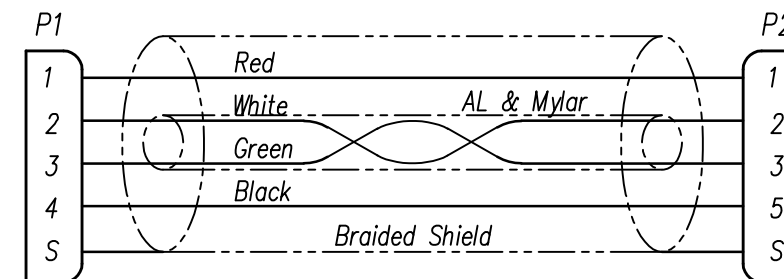 P1 P2
1 Red 1
2 White AL & Mylar 2
3 Green 3
4 Black 5
S Braided Shield S